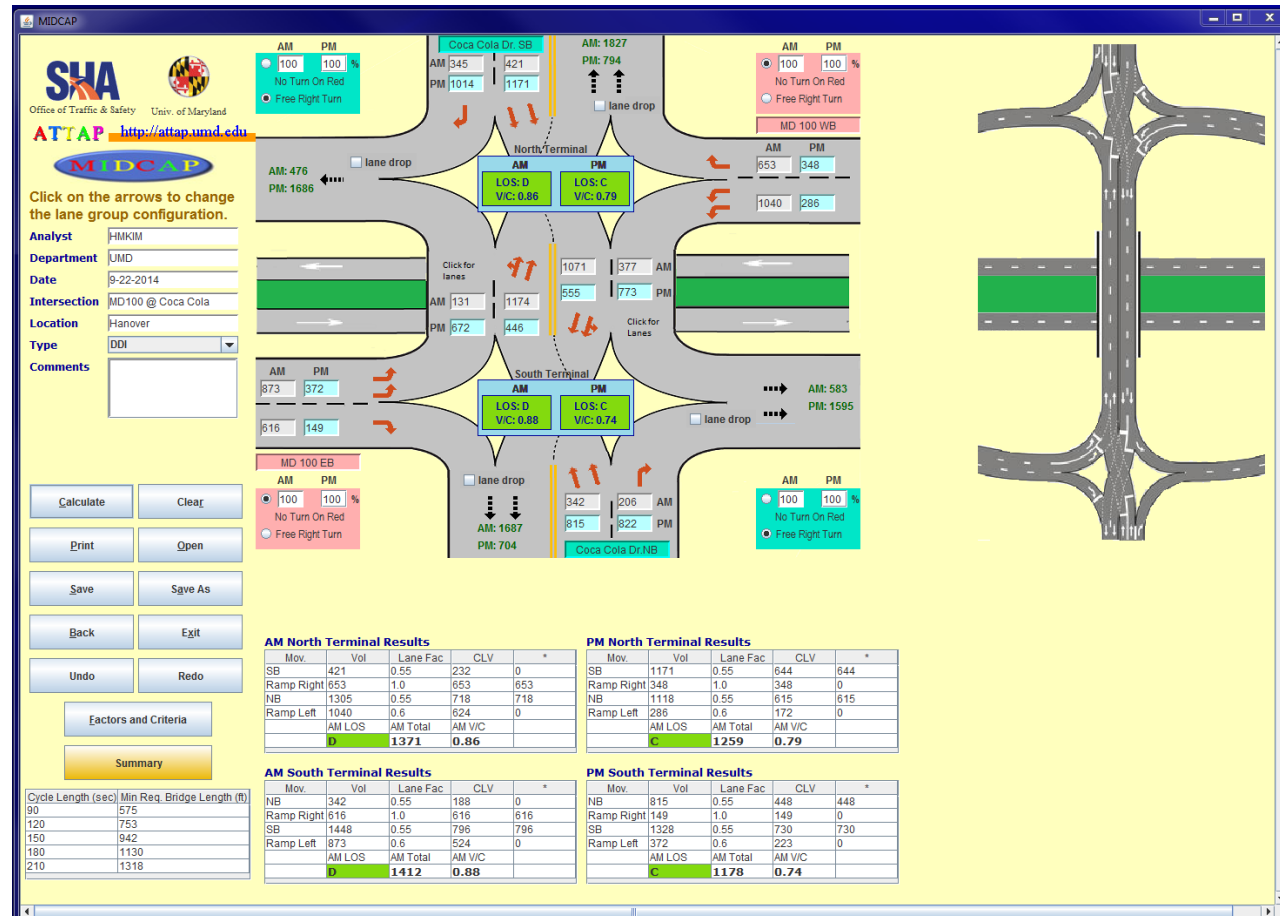 MIDCAP
SHA
Office of Traffic & Safety
Univ. of Maryland
ATTAP http://attap.umd.edu
MIDCAP
Click on the arrows to change
the lane group configuration.
Analyst HMKIM
Department UMD
Date 9-22-2014
Intersection MD100 @ Coca Cola
Location Hanover
Type DDI
Comments
Calculate Clear
Print Open
Save Save As
Back Exit
Undo Redo
Factors and Criteria
Summary
Cycle Length (sec) Min Req. Bridge Length (ft)
90 575
120 753
150 942
180 1130
210 1318
AM PM
100 100 %
No Turn On Red
Free Right Turn
Coca Cola Dr. SB
AM 345 421
PM 1014 1171
AM: 1827
PM: 794
lane drop
AM PM
100 100 %
No Turn On Red
Free Right Turn
MD 100 WB
AM PM
653 348
1040 286
AM: 476
PM: 1686
lane drop
North Terminal
AM PM
LOS: D LOS: C
V/C: 0.86 V/C: 0.79
Click for
lanes
AM 131 1174
PM 672 446
1071 377 AM
555 773 PM
Click for
Lanes
AM PM
873 372
616 149
MD 100 EB
South Terminal
AM PM
LOS: D LOS: C
V/C: 0.88 V/C: 0.74
AM: 583
PM: 1595
lane drop
AM PM
100 100 %
No Turn On Red
Free Right Turn
lane drop
AM: 1687
PM: 704
342 206 AM
815 822 PM
Coca Cola Dr.NB
AM PM
100 100 %
No Turn On Red
Free Right Turn
AM North Terminal Results
Mov. Vol Lane Fac CLV *
SB 421 0.55 232 0
Ramp Right 653 1.0 653 653
NB 1305 0.55 718 718
Ramp Left 1040 0.6 624 0
AM LOS AM Total AM V/C
D 1371 0.86
PM North Terminal Results
Mov. Vol Lane Fac CLV *
SB 1171 0.55 644 644
Ramp Right 348 1.0 348 0
NB 1118 0.55 615 615
Ramp Left 286 0.6 172 0
AM LOS AM Total AM V/C
C 1259 0.79
AM South Terminal Results
Mov. Vol Lane Fac CLV *
NB 342 0.55 188 0
Ramp Right 616 1.0 616 616
SB 1448 0.55 796 796
Ramp Left 873 0.6 524 0
AM LOS AM Total AM V/C
D 1412 0.88
PM South Terminal Results
Mov. Vol Lane Fac CLV *
NB 815 0.55 448 448
Ramp Right 149 1.0 149 0
SB 1328 0.55 730 730
Ramp Left 372 0.6 223 0
AM LOS AM Total AM V/C
C 1178 0.74